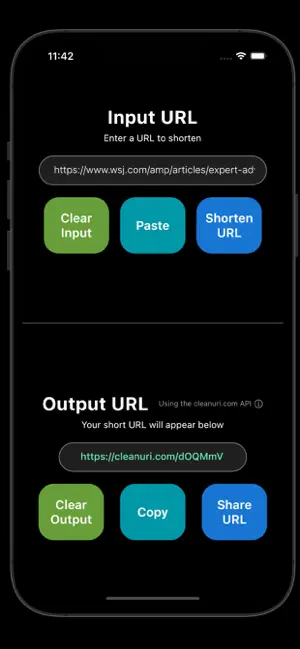 11:42
Input URL
Enter a URL to shorten
https://www.wsj.com/amp/articles/expert-ad
Clear
Input
Paste
Shorten
URL
Output URL
Using the cleanuri.com API
Your short URL will appear below
https://cleanuri.com/dOQMmV
Clear
Output
Copy
Share
URL